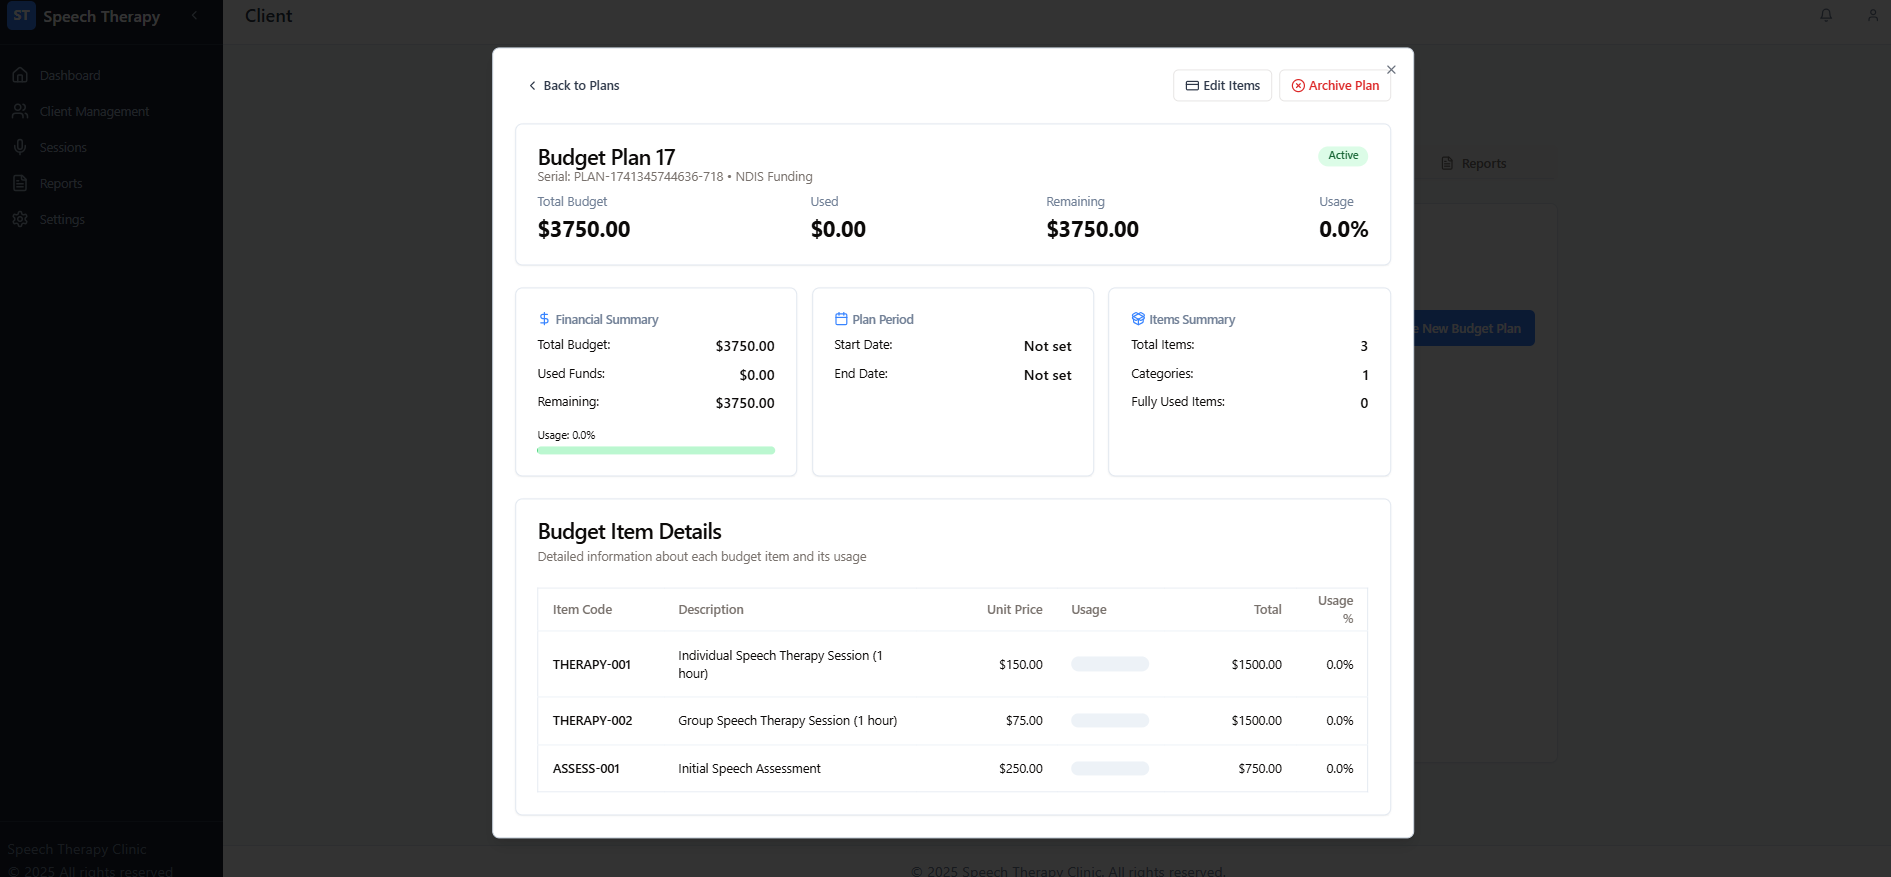 ST Speech Therapy
Client
Dashboard
Client Management
Sessions
Reports
Settings
Speech Therapy Clinic
© 2025 All rights reserved
Back to Plans
Edit Items
Archive Plan
Budget Plan 17
Active
Serial: PLAN-1741345744636-718 • NDIS Funding
Total Budget Used Remaining Usage
$3750.00 $0.00 $3750.00 0.0%
Financial Summary
Total Budget: $3750.00
Used Funds: $0.00
Remaining: $3750.00
Usage: 0.0%
Plan Period
Start Date: Not set
End Date: Not set
Items Summary
Total Items: 3
Categories: 1
Fully Used Items: 0
Budget Item Details
Detailed information about each budget item and its usage
Item Code Description Unit Price Usage Total Usage
%
THERAPY-001 Individual Speech Therapy Session (1
hour) $150.00 $1500.00 0.0%
THERAPY-002 Group Speech Therapy Session (1 hour) $75.00 $1500.00 0.0%
ASSESS-001 Initial Speech Assessment $250.00 $750.00 0.0%
Reports
e New Budget Plan
© 2025 Speech Therapy Clinic. All rights reserved.